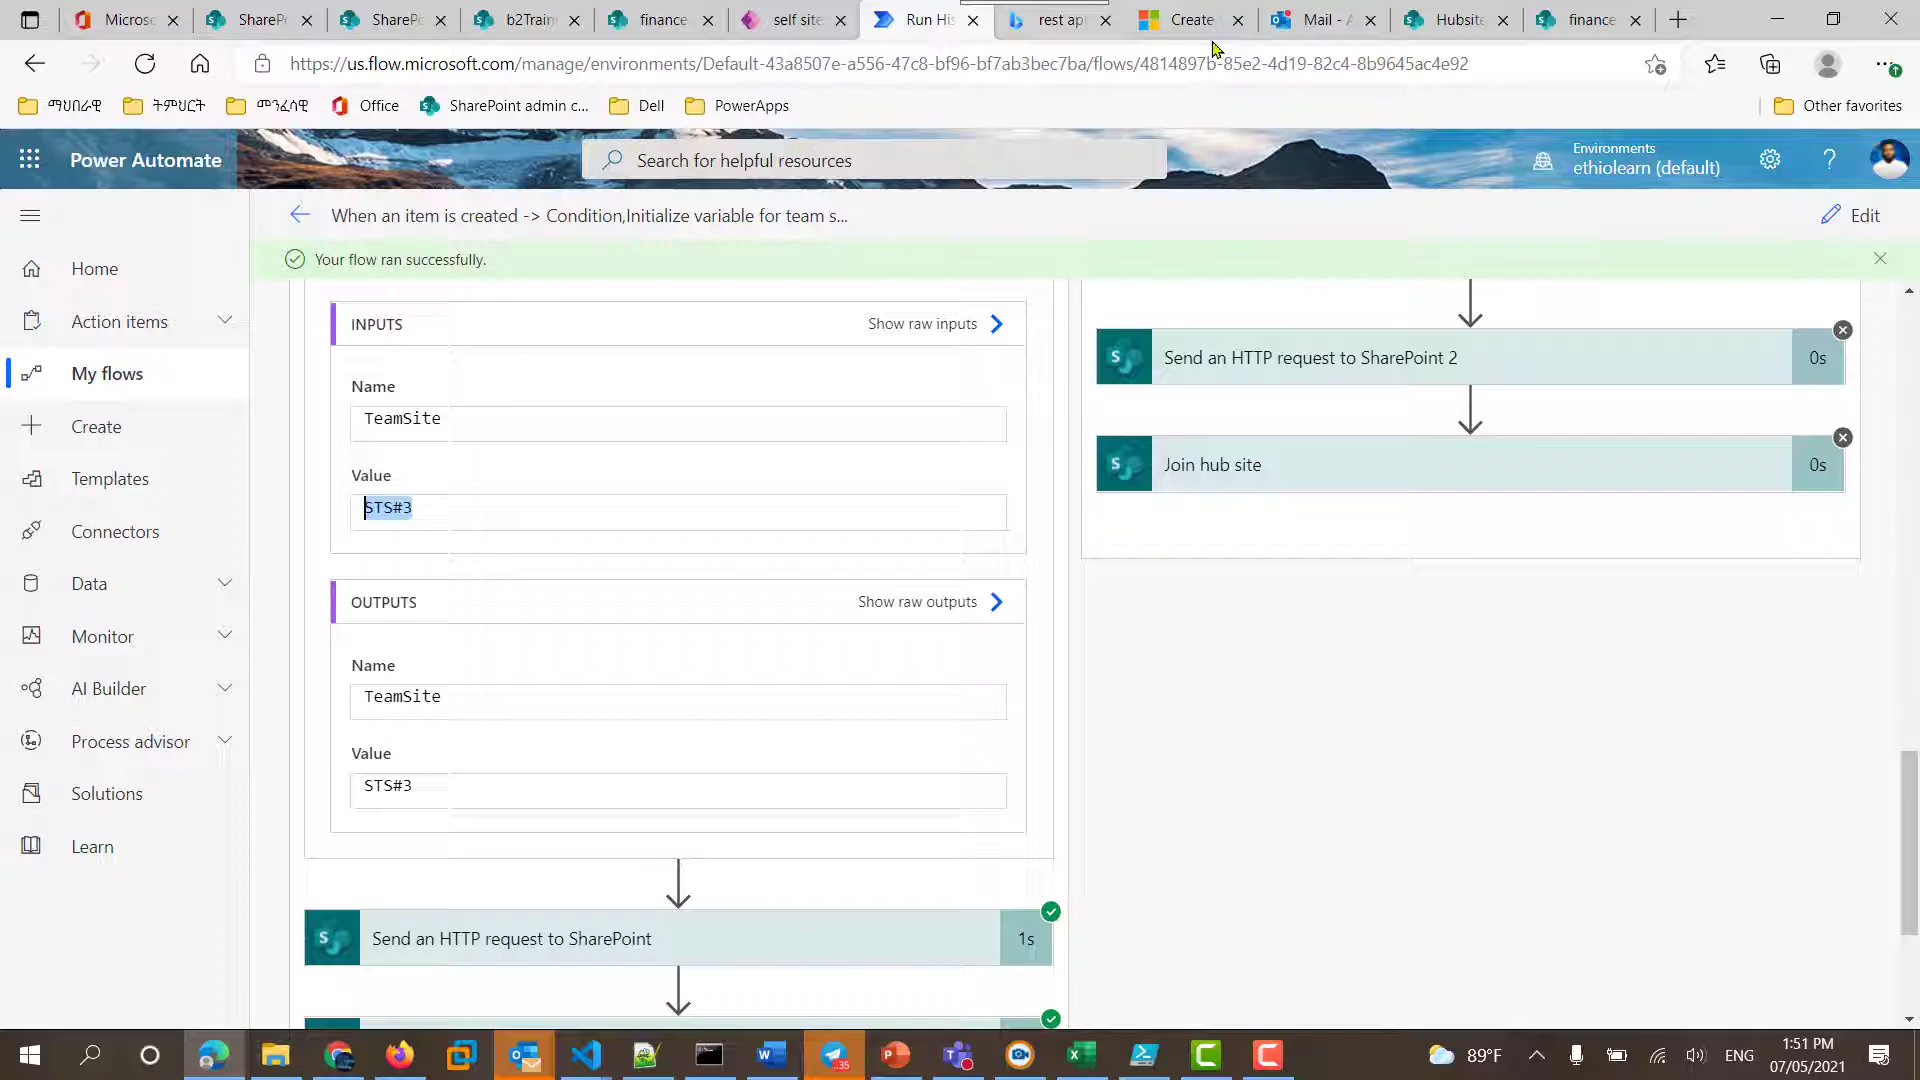 Microsc
SharePc
SharePc
b2Train
finance
self site
Run His
rest api
Create
Mail - A
Hubsite
finance
https://us.flow.microsoft.com/manage/environments/Default-43a8507e-a556-47c8-bf96-bf7ab3bec7ba/flows/4814897b-85e2-4d19-82c4-8b9645ac4e92
ማህበራዊ
ትምህርት
መንፈሳዊ
Office
SharePoint admin c...
Dell
PowerApps
Other favorites
Power Automate
Search for helpful resources
Environments
ethiolearn (default)
When an item is created -> Condition,Initialize variable for team s...
Edit
Your flow ran successfully.
Home
Action items
My flows
Create
Templates
Connectors
Data
Monitor
AI Builder
Process advisor
Solutions
Learn
INPUTS
Show raw inputs
Name
TeamSite
Value
STS#3
OUTPUTS
Show raw outputs
Name
TeamSite
Value
STS#3
Send an HTTP request to SharePoint
1s
Send an HTTP request to SharePoint 2
0s
Join hub site
0s
35
89°F
ENG
1:51 PM
07/05/2021